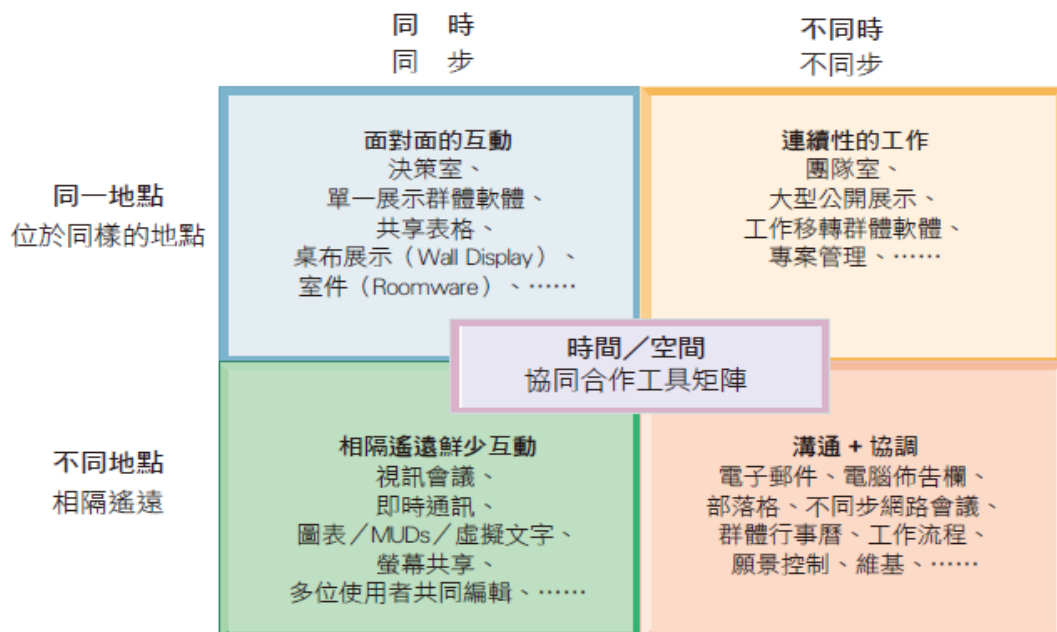 同 時
同 步
不同時
不同步
同一地點
位於同樣的地點
面對面的互動
決策室、
單一展示群體軟體、
共享表格、
桌布展示（Wall Display）、
室件（Roomware）、……
連續性的工作
團隊室、
大型公開展示、
工作移轉群體軟體、
專案管理、……
時間／空間
協同合作工具矩陣
不同地點
相隔遙遠
相隔遙遠鮮少互動
視訊會議、
即時通訊、
圖表／MUDs／虛擬文字、
螢幕共享、
多位使用者共同編輯、……
溝通 + 協調
電子郵件、電腦佈告欄、
部落格、不同步網路會議、
群體行事曆、工作流程、
願景控制、維基、……